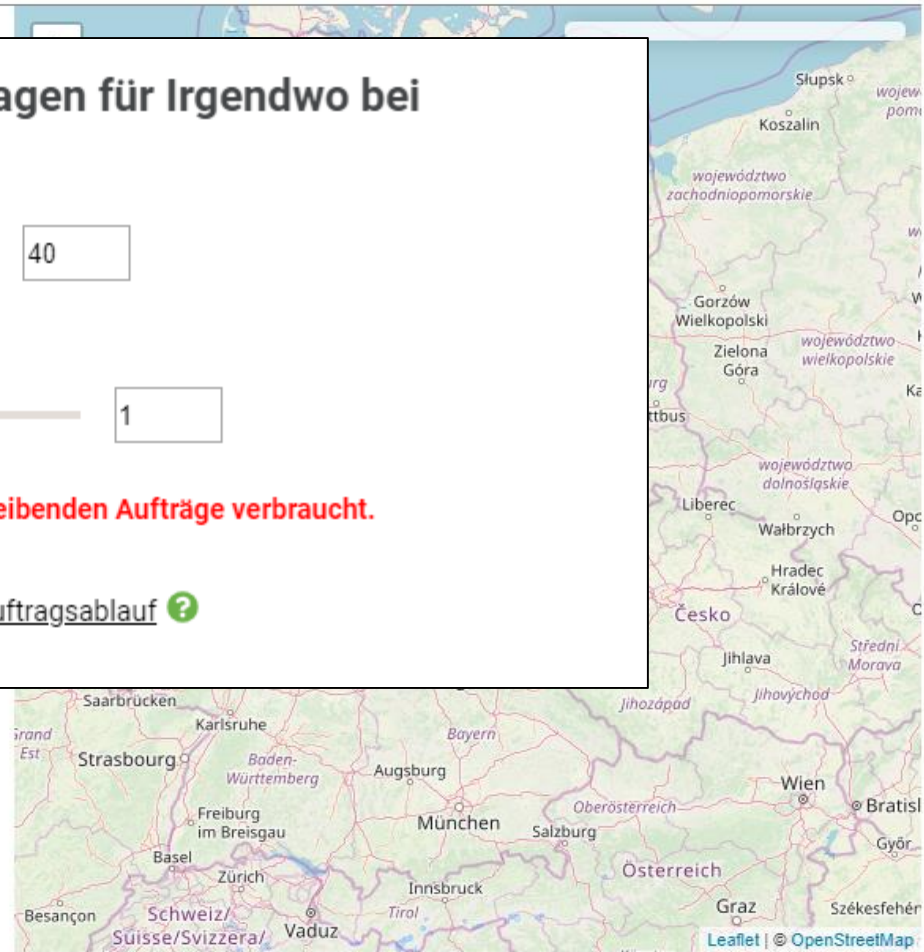 agen für Irgendwo bei
40
1
eibenden Aufträge verbraucht.
uftragsablauf
Słupsk
Koszalin
województwo
zachodniopomorskie
Gorzów
Wielkopolski
Zielona
Góra
województwo
wielkopolskie
ttbus
województwo
dolnośląskie
Liberec
Wałbrzych
Hradec
Králové
Česko
Střední
Morava
Jihlava
Jihozápad
Jihovýchod
Saarbrücken
Karlsruhe
Grand
Est
Strasbourg
Baden-
Württemberg
Bayern
Augsburg
Freiburg
im Breisgau
München
Salzburg
Oberösterreich
Wien
Bratisl
Győr
Basel
Zürich
Österreich
Innsbruck
Tirol
Besançon
Schweiz/
Suisse/Svizzera/
Vaduz
Graz
Székesfehér
Leaflet | © OpenStreetMap